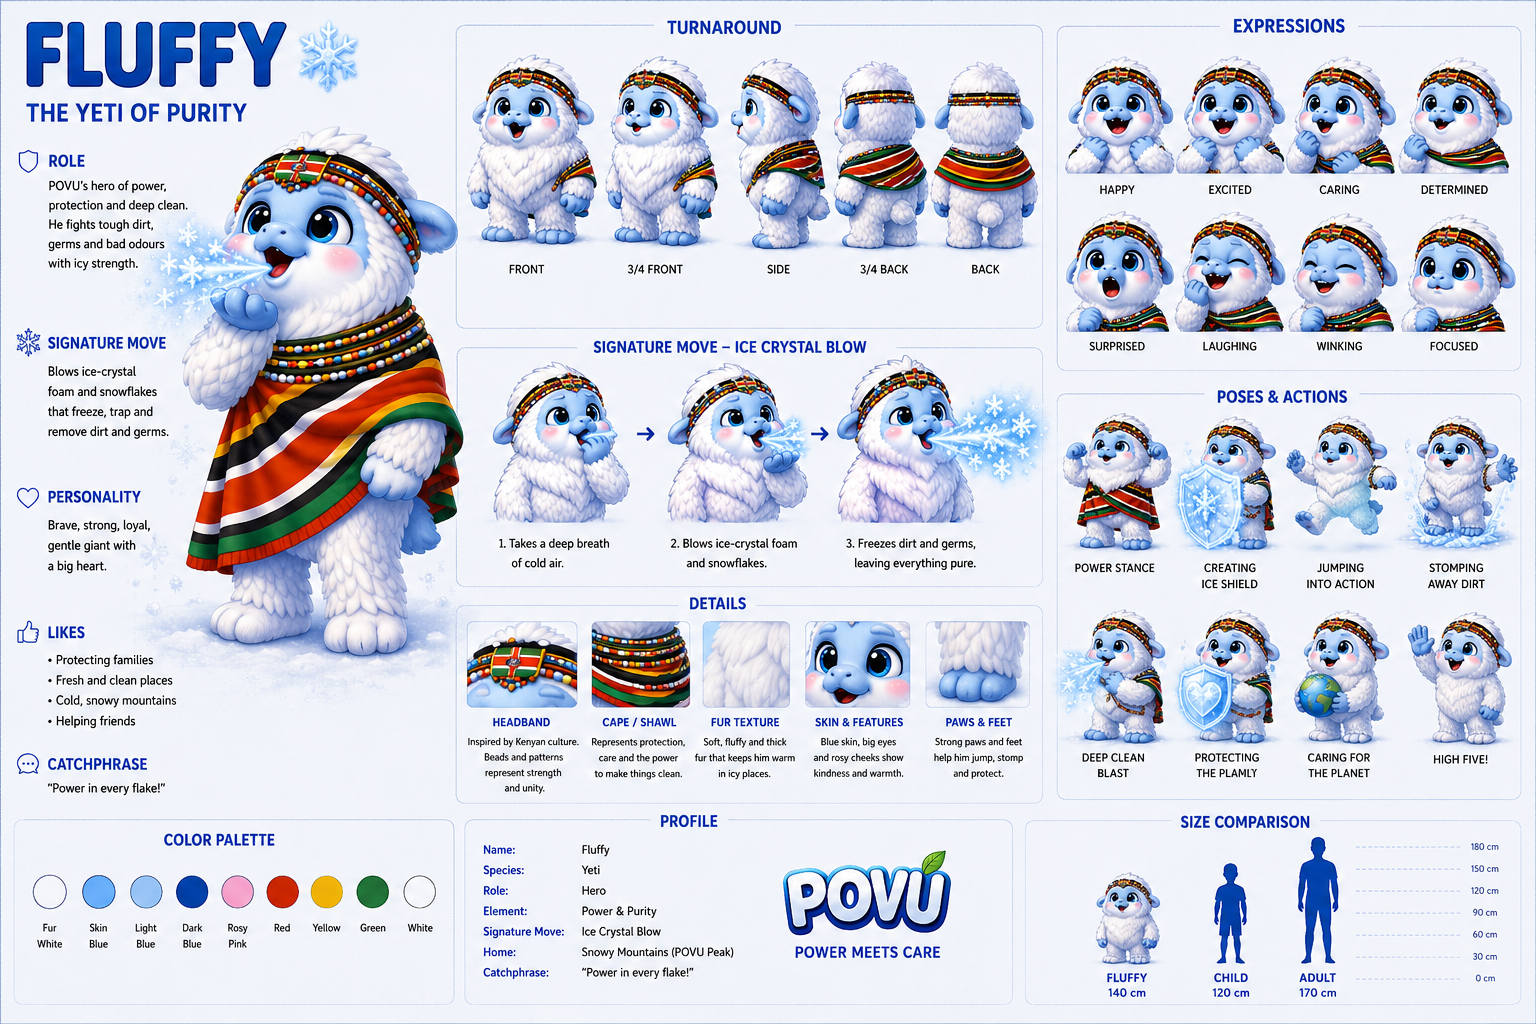 FLUFFY
THE YETI OF PURITY
ROLE
POVU's hero of power,
protection and deep clean.
He fights tough dirt,
germs and bad odours
with icy strength.
SIGNATURE MOVE
Blows ice-crystal
foam and snowflakes
that freeze, trap and
remove dirt and germs.
PERSONALITY
Brave, strong, loyal,
gentle giant with
a big heart.
LIKES
• Protecting families
• Fresh and clean places
• Cold, snowy mountains
• Helping friends
CATCHPHRASE
“Power in every flake!”
TURNAROUND
FRONT
3/4 FRONT
SIDE
3/4 BACK
BACK
SIGNATURE MOVE – ICE CRYSTAL BLOW
1. Takes a deep breath
of cold air.
2. Blows ice-crystal foam
and snowflakes.
3. Freezes dirt and germs,
leaving everything pure.
DETAILS
HEADBAND
Inspired by Kenyan culture.
Beads and patterns
represent strength
and unity.
CAPE / SHAWL
Represents protection,
care and the power
to make things clean.
FUR TEXTURE
Soft, fluffy and thick
fur that keeps him warm
in icy places.
SKIN & FEATURES
Blue skin, big eyes
and rosy cheeks show
kindness and warmth.
PAWS & FEET
Strong paws and feet
help him jump, stomp
and protect.
EXPRESSIONS
HAPPY
EXCITED
CARING
DETERMINED
SURPRISED
LAUGHING
WINKING
FOCUSED
POSES & ACTIONS
POWER STANCE
CREATING
ICE SHIELD
JUMPING
INTO ACTION
STOMPING
AWAY DIRT
DEEP CLEAN
BLAST
PROTECTING
THE PLAMLY
CARING FOR
THE PLANET
HIGH FIVE!
COLOR PALETTE
Fur
White
Skin
Blue
Light
Blue
Dark
Blue
Rosy
Pink
Red
Yellow
Green
White
PROFILE
Name: Fluffy
Species: Yeti
Role: Hero
Element: Power & Purity
Signature Move: Ice Crystal Blow
Home: Snowy Mountains (POVU Peak)
Catchphrase: “Power in every flake!”
POVU
POWER MEETS CARE
SIZE COMPARISON
180 cm
150 cm
120 cm
90 cm
60 cm
30 cm
0 cm
FLUFFY
140 cm
CHILD
120 cm
ADULT
170 cm